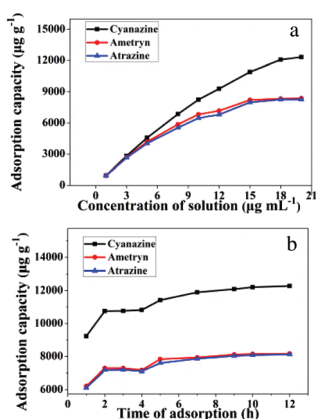 a
Cyanazine
Ametryn
Atrazine
Adsorption capacity (µg g⁻¹)
15000
12000
9000
6000
3000
0
0 3 6 9 12 15 18 21
Concentration of solution (µg mL⁻¹)
b
Cyanazine
Ametryn
Atrazine
Adsorption capacity (µg g⁻¹)
14000
12000
10000
8000
6000
0 2 4 6 8 10 12
Time of adsorption (h)